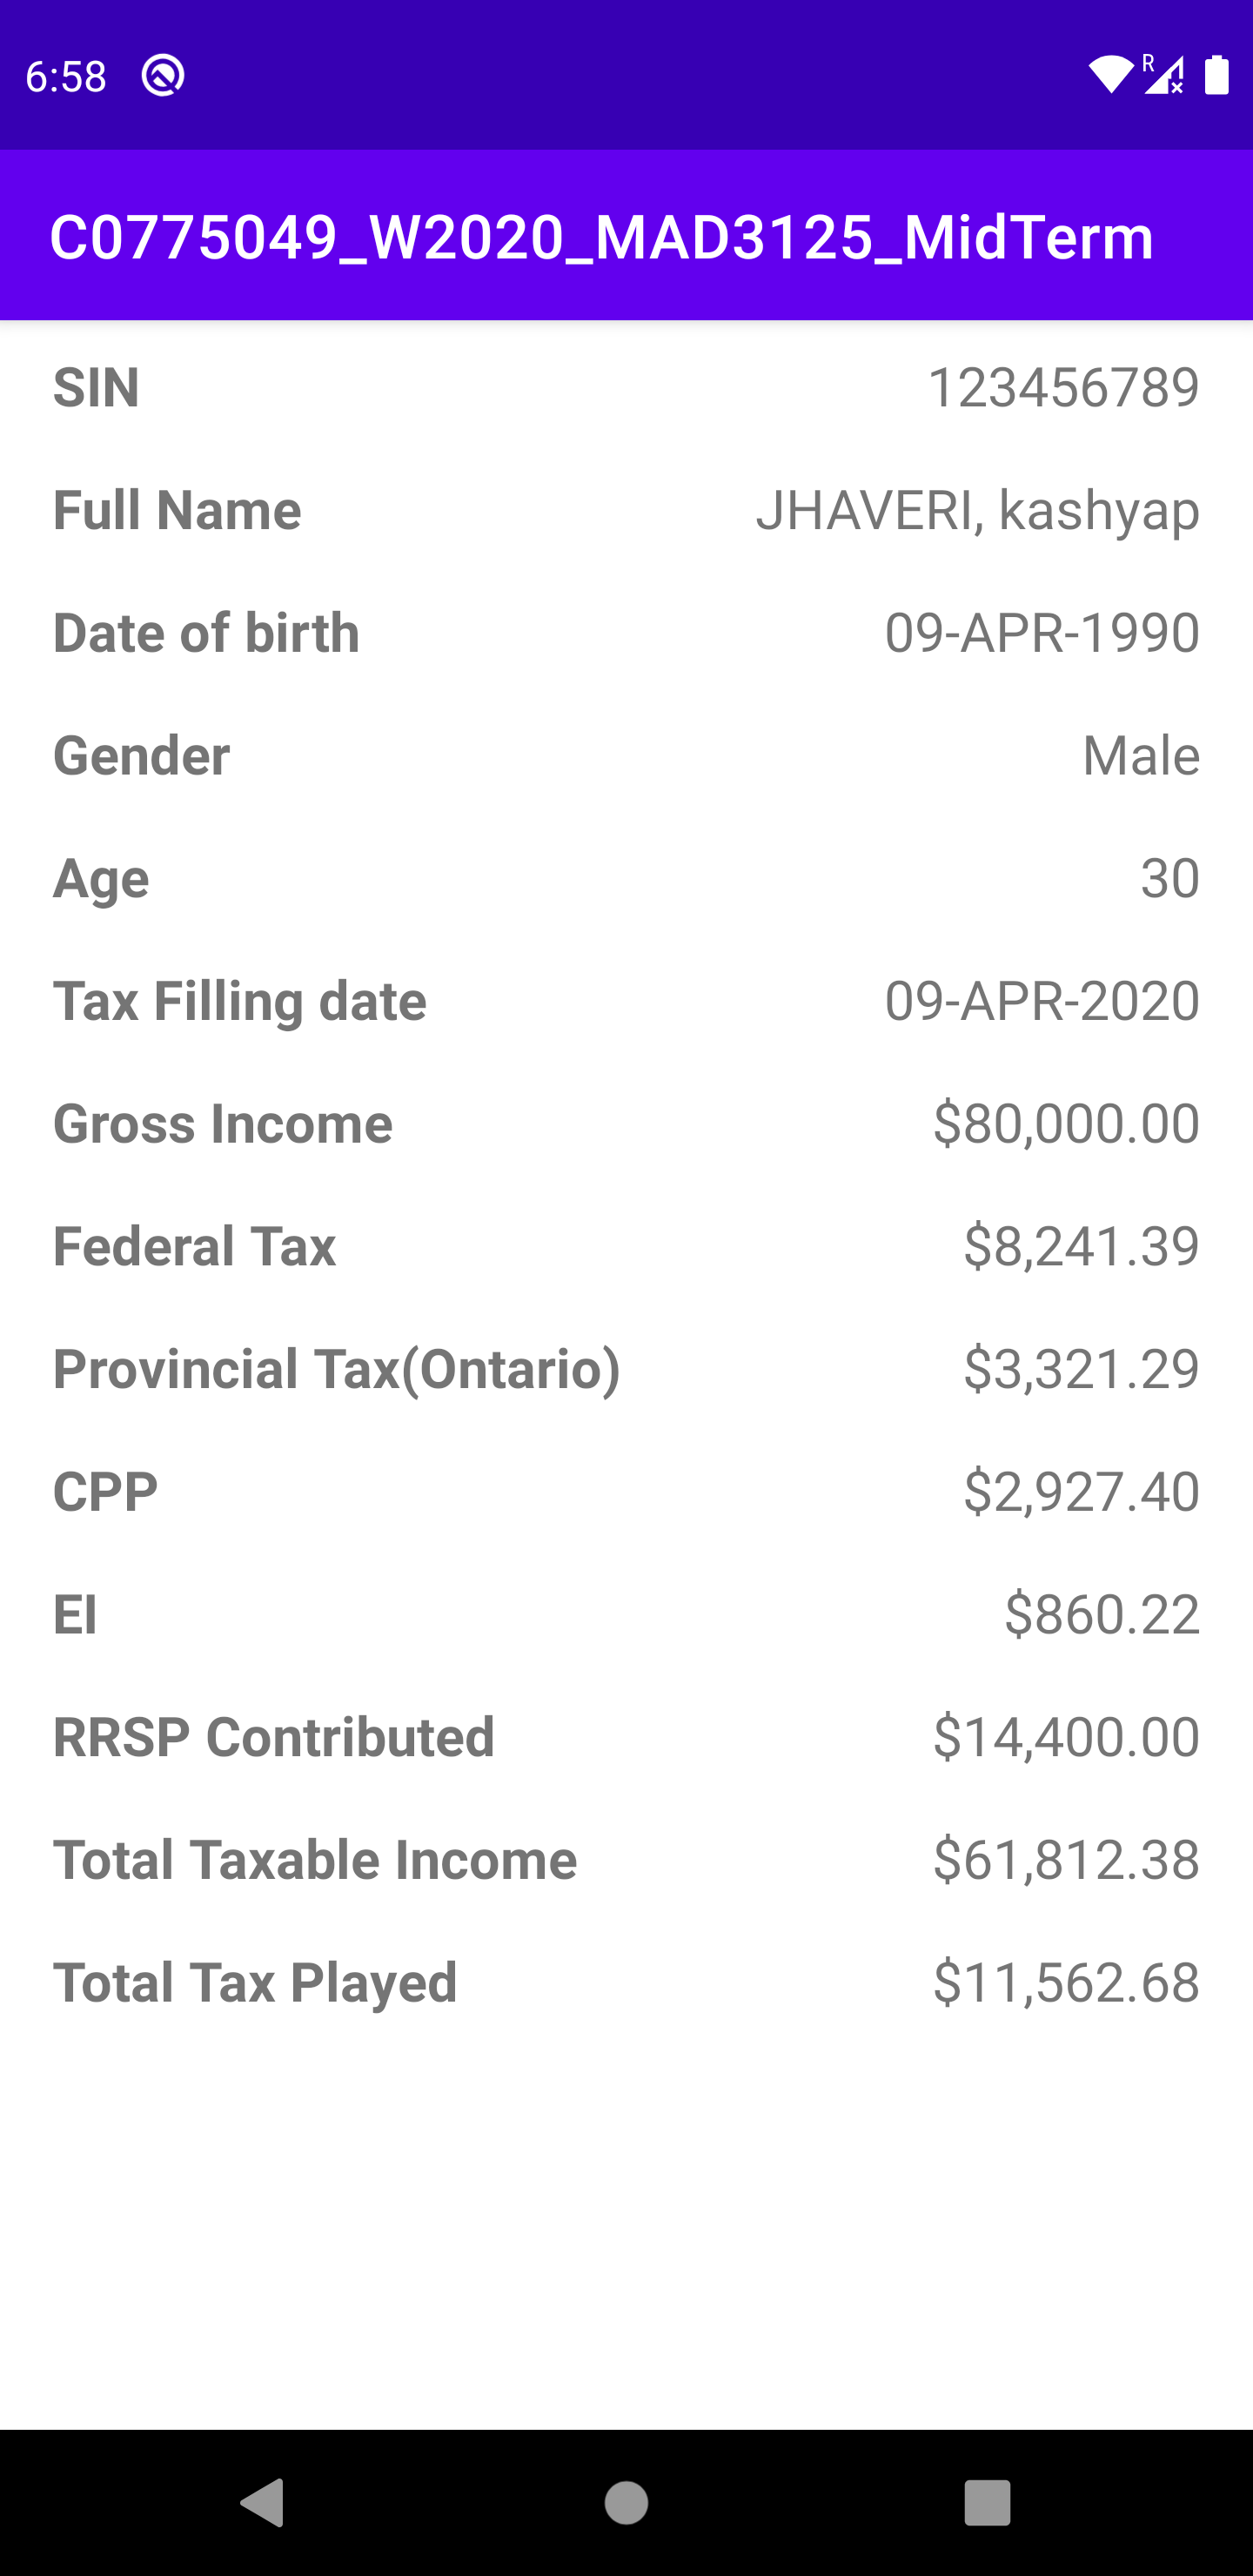 6:58
R
C0775049_W2020_MAD3125_MidTerm
SIN 123456789
Full Name JHAVERI, kashyap
Date of birth 09-APR-1990
Gender Male
Age 30
Tax Filling date 09-APR-2020
Gross Income $80,000.00
Federal Tax $8,241.39
Provincial Tax(Ontario) $3,321.29
CPP $2,927.40
EI $860.22
RRSP Contributed $14,400.00
Total Taxable Income $61,812.38
Total Tax Played $11,562.68